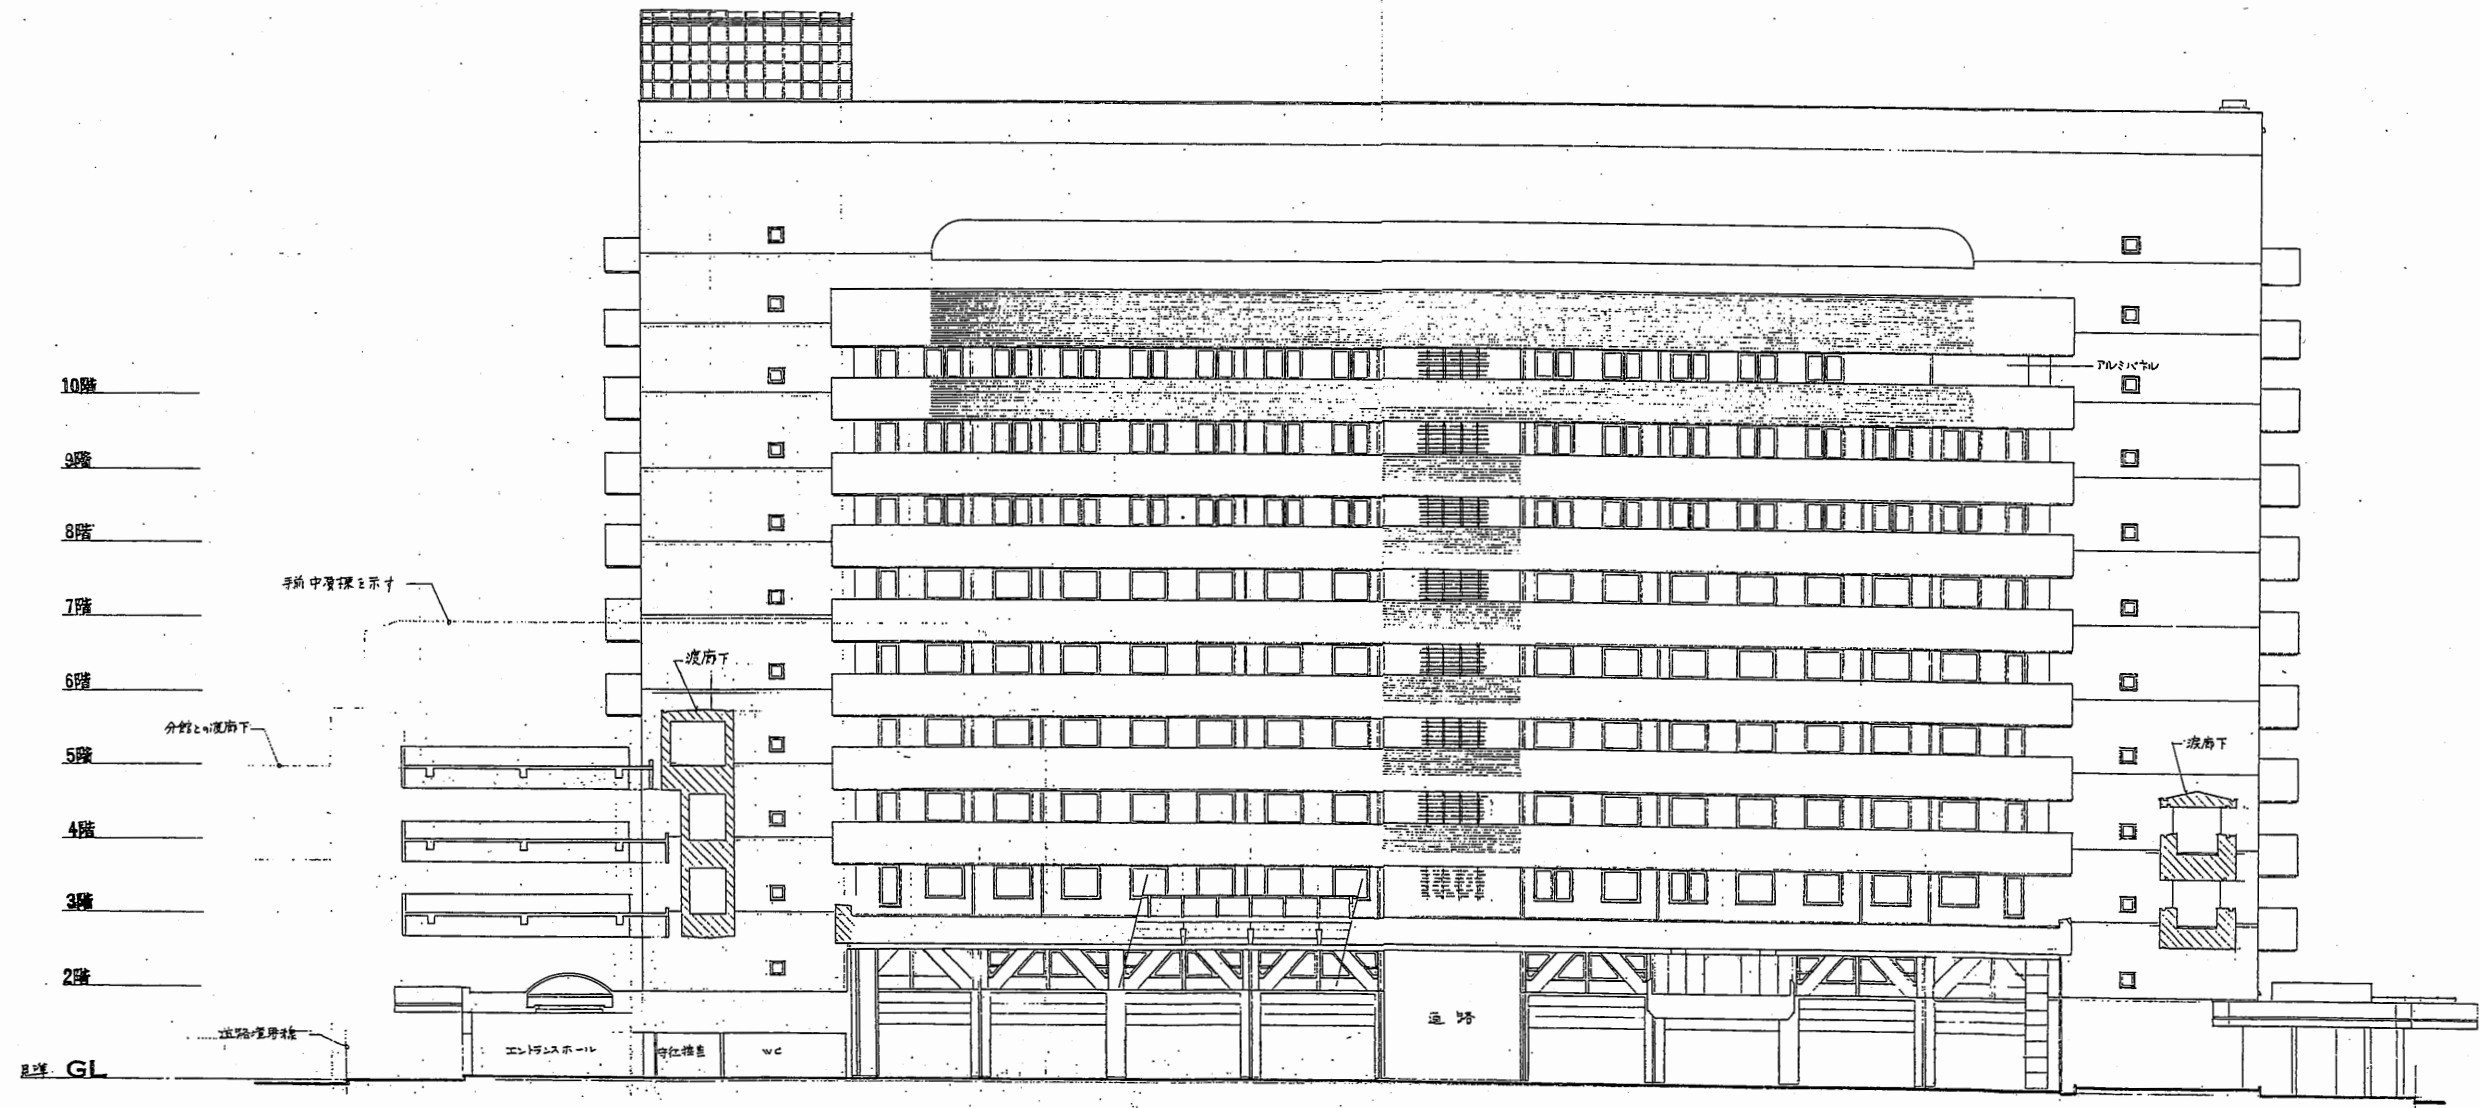 アルミパネル
10階
9階
8階
手前中層棟を示す
7階
渡廊下
6階
分館との渡廊下
渡廊下
5階
4階
3階
2階
道路
道路境界線
エントランスホール
WC
GL